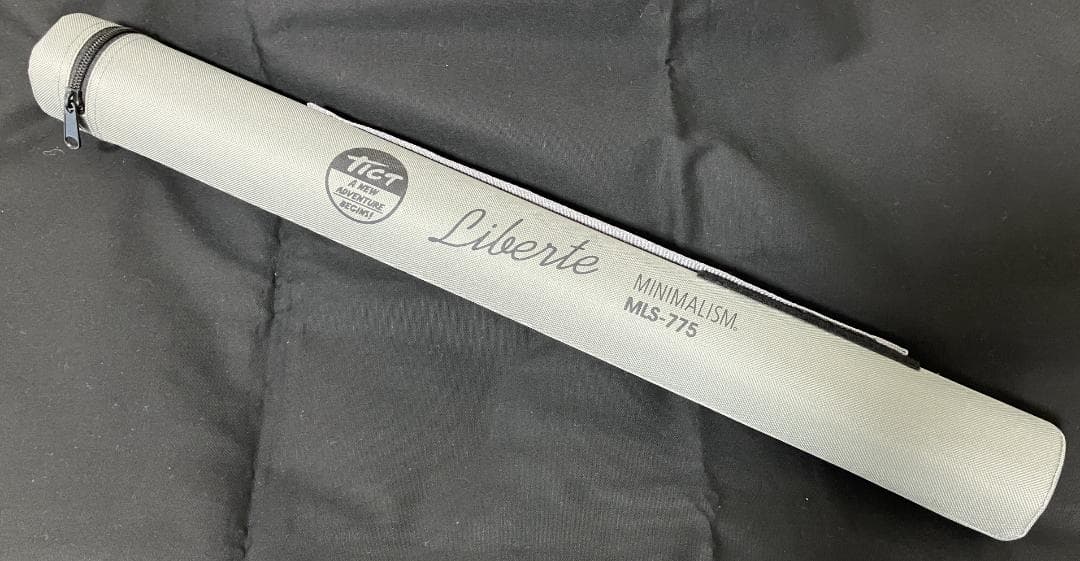 TICT
A NEW
ADVENTURE
BEGINS!
Liberte
MINIMALISM.
MLS-775